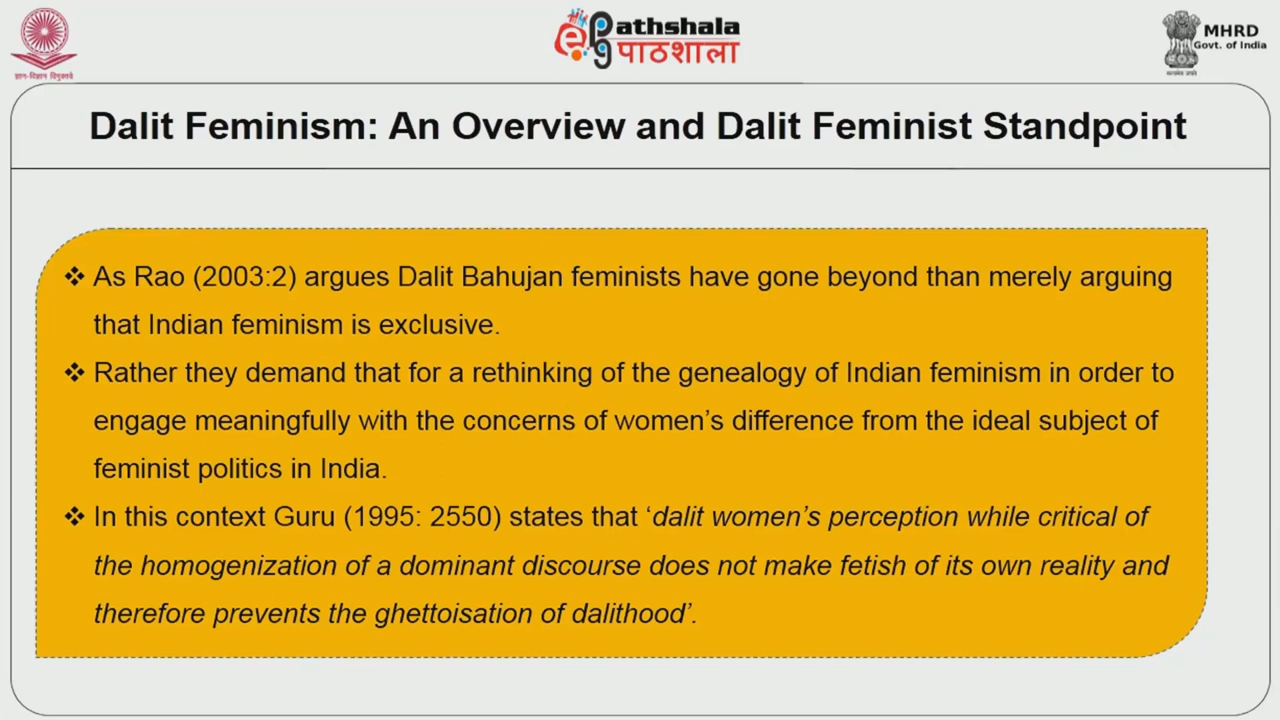 ePg Pathshala
पाठशाला
ज्ञान-विज्ञान विमुक्तये
MHRD
Govt. of India
सत्यमेव जयते
Dalit Feminism: An Overview and Dalit Feminist Standpoint
❖ As Rao (2003:2) argues Dalit Bahujan feminists have gone beyond than merely arguing
that Indian feminism is exclusive.
❖ Rather they demand that for a rethinking of the genealogy of Indian feminism in order to
engage meaningfully with the concerns of women’s difference from the ideal subject of
feminist politics in India.
❖ In this context Guru (1995: 2550) states that ‘dalit women’s perception while critical of
the homogenization of a dominant discourse does not make fetish of its own reality and
therefore prevents the ghettoisation of dalithood’.